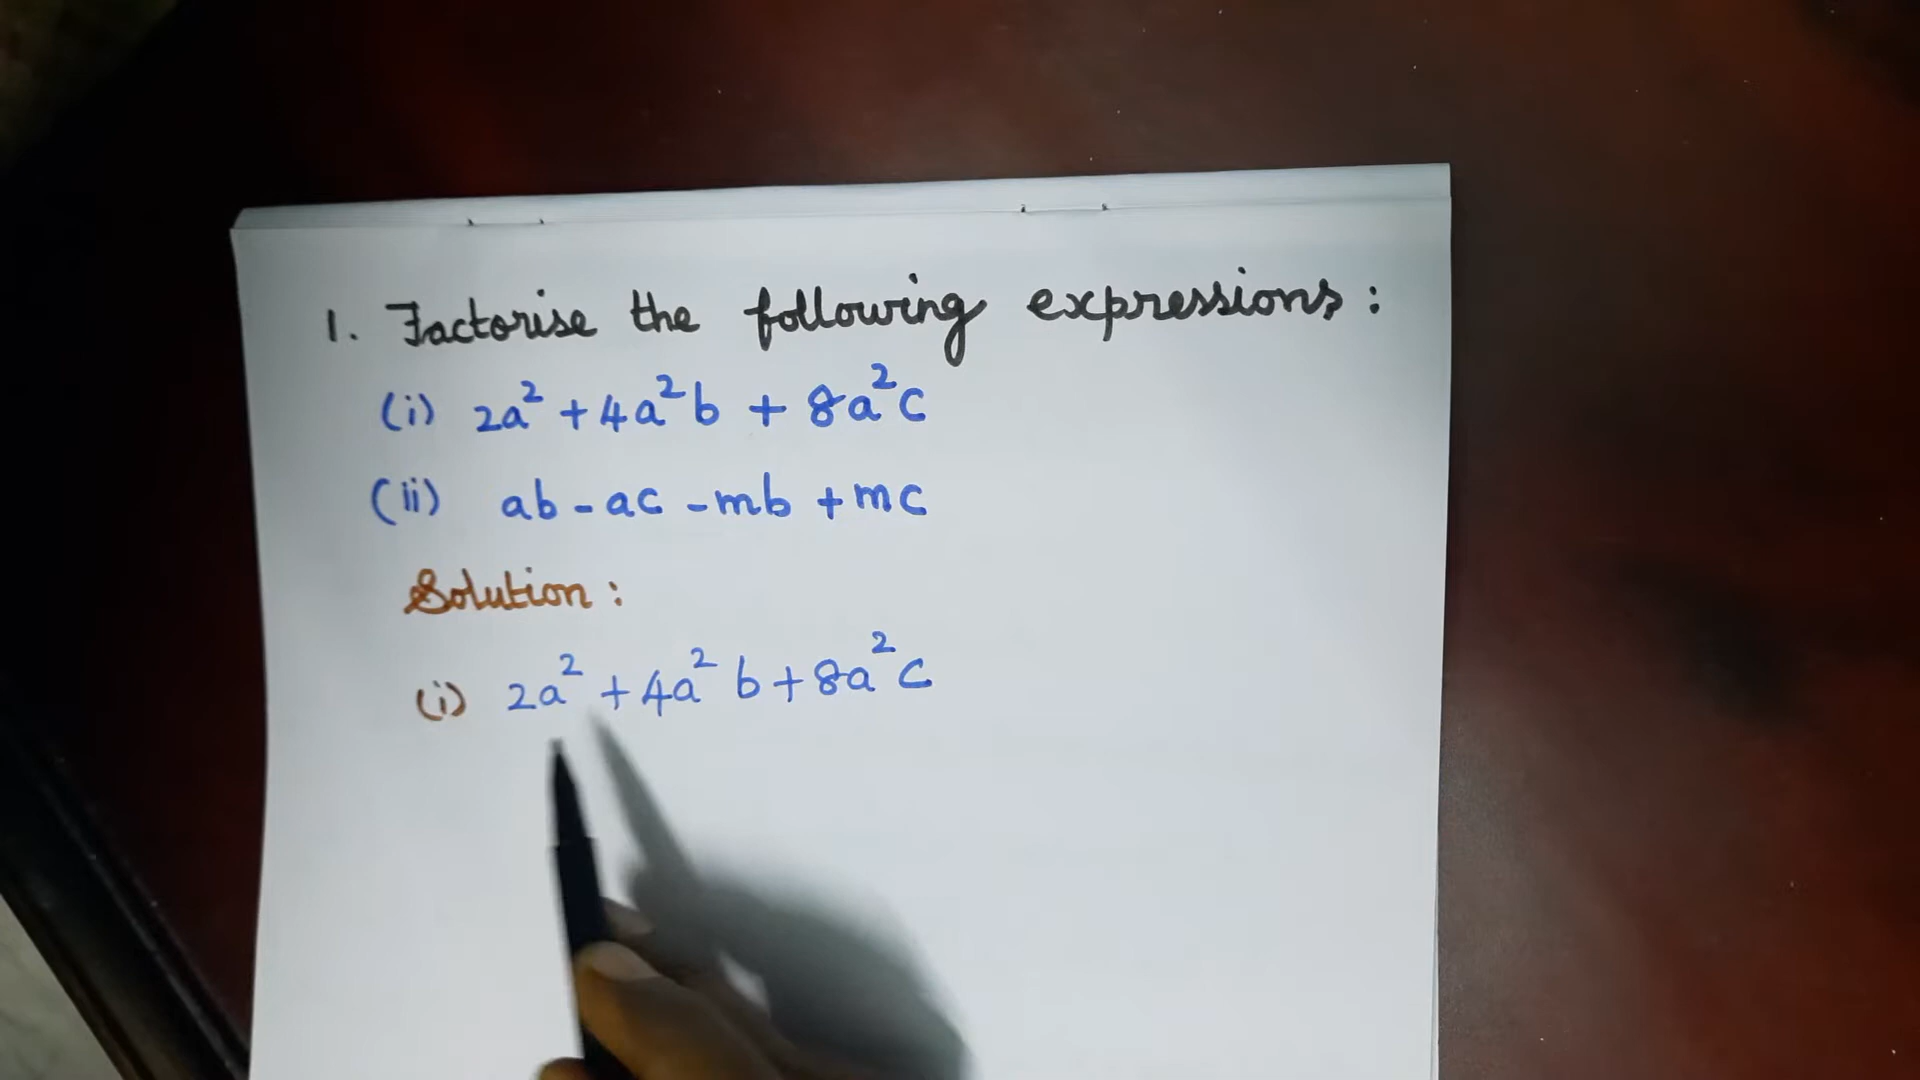 1. Factorise the following expressions:
(i) 2a² + 4a²b + 8a²c
(ii) ab - ac - mb + mc
Solution:
(i) 2a² + 4a²b + 8a²c